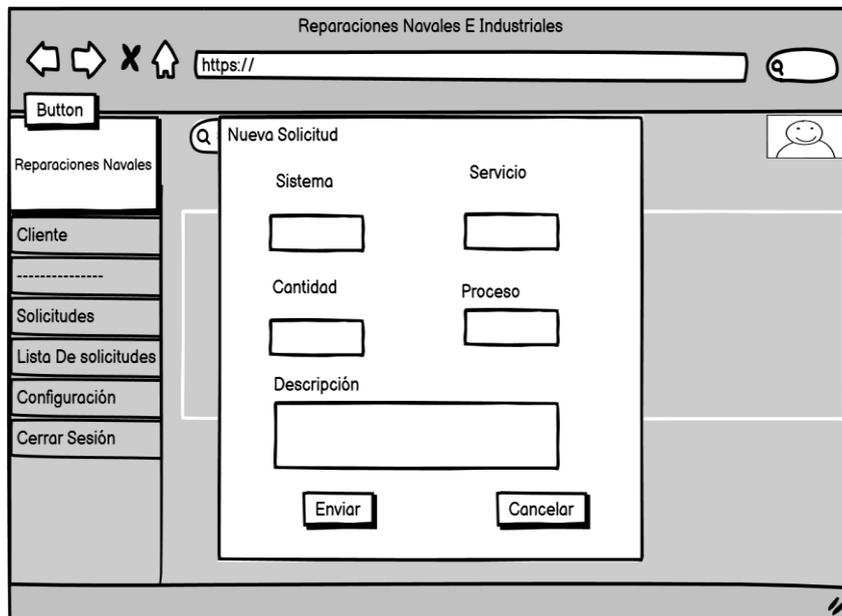 Reparaciones Navales E Industriales
https://
Button
Reparaciones Navales
Cliente
---------------
Solicitudes
Lista De solicitudes
Configuración
Cerrar Sesión
Nueva Solicitud
Sistema
Servicio
Cantidad
Proceso
Descripción
Enviar
Cancelar